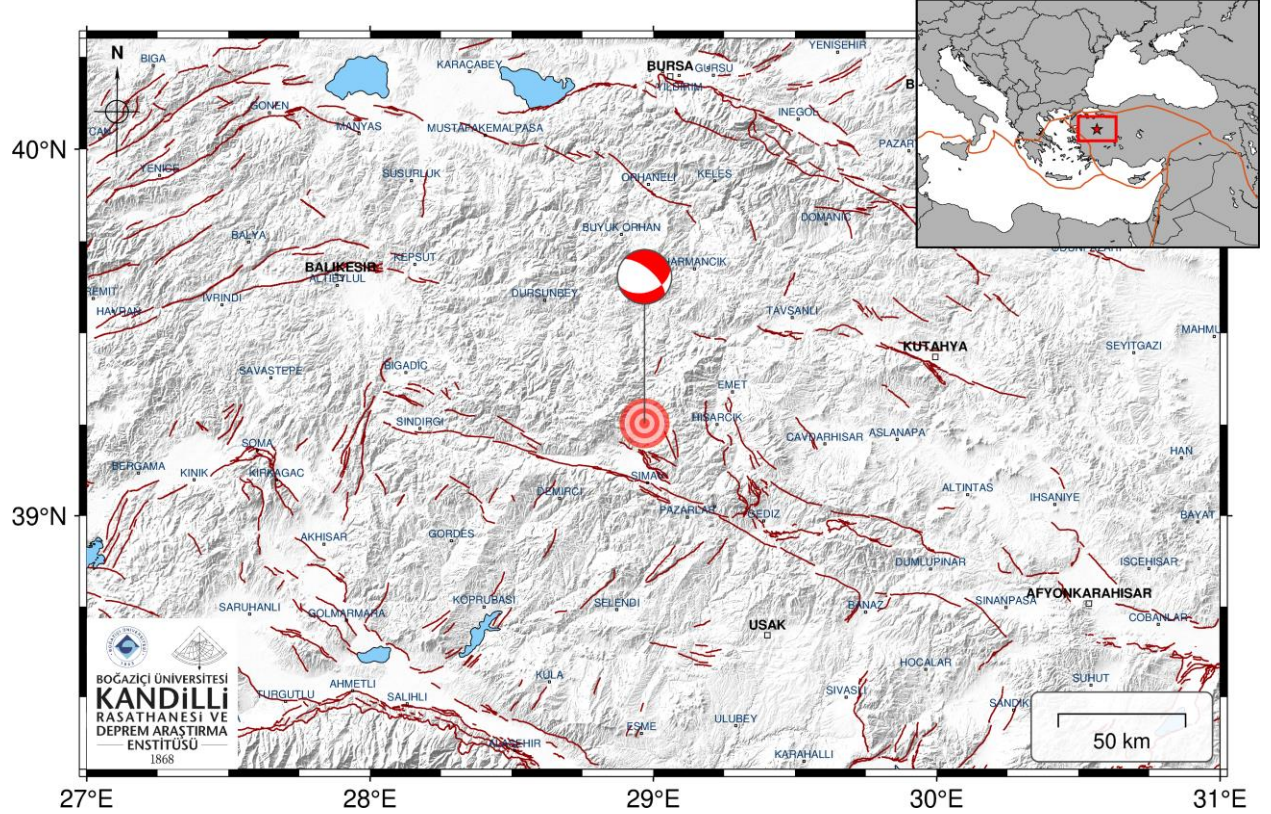 N
BIGA
KARACABEY
YENISEHIR
BURSA
GURSU
YILDIRIM
GONEN
INEGOL
CAN
MANYAS
MUSTAFAKEMALPASA
40°N
YENICE
SUSURLUK
ORHANELI
KELES
DOMANIC
BALYA
BUYUK ORHAN
KEPSUT
BALIKESIR
ALTIEYLUL
HARMANCIK
IVRINDI
DURSUNBEY
HAVRAN
TAVSANLI
MAHMU
KUTAHYA
SEYITGAZI
SAVASTEPE
BIGADIC
EMET
SINDIRGI
HISARCIK
CAVDARHISAR
ASLANAPA
SOMA
HAN
BERGAMA
KINIK
KIRKAGAC
SIMAV
DEMIRCI
ALTINTAS
IHSANIYE
39°N
PAZARLAR
GEDIZ
BAYAT
AKHISAR
GORDES
DUMLUPINAR
ISCEHISAR
SARUHANLI
GOLMARMARA
KOPRUBASI
SELENDI
BANAZ
SINANPASA
AFYONKARAHISAR
COBANLAR
USAK
HOCALAR
BOĞAZİÇİ ÜNİVERSİTESİ
KANDİLLİ
RASATHANESİ VE
DEPREM ARAŞTIRMA
ENSTİTÜSÜ
1868
TURGUTLU
AHMETLI
SALIHLI
KULA
SIVASLI
SUHUT
SANDIK
ESME
ULUBEY
ALASEHIR
KARAHALLI
50 km
27°E
28°E
29°E
30°E
31°E